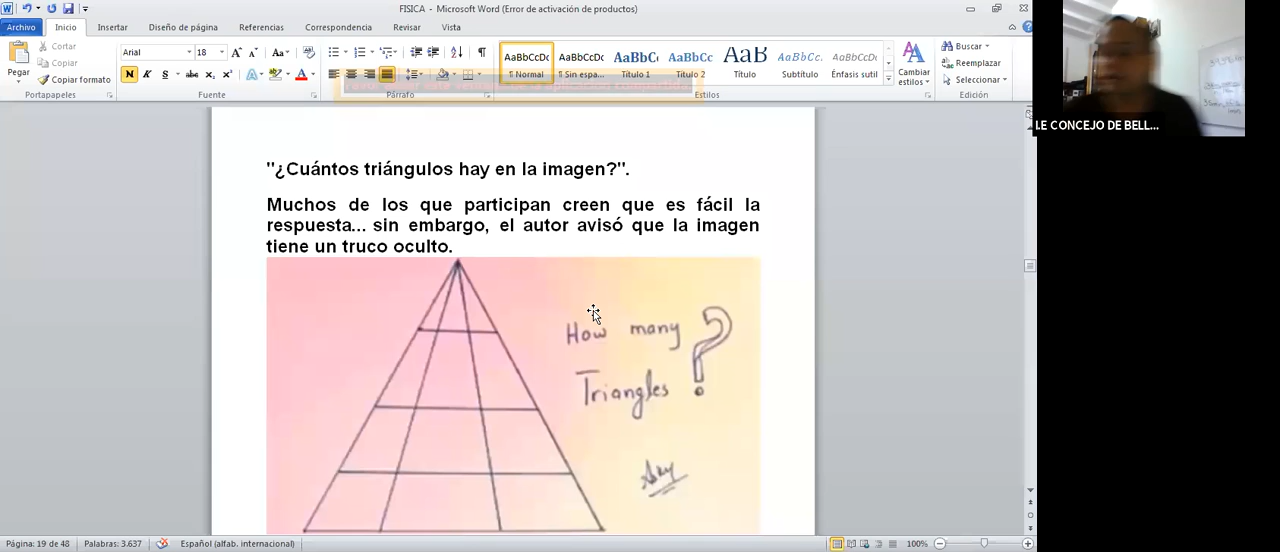 FISICA - Microsoft Word (Error de activación de productos)
Archivo Inicio Insertar Diseño de página Referencias Correspondencia Revisar Vista
Pegar
Cortar
Copiar
Copiar formato
Portapapeles
Arial 18
Fuente
Párrafo
AaBbCcDc
¶ Normal
AaBbCcDc
¶ Sin espa...
AaBbC
Título 1
AaBbCc
Título 2
AaB
Título
AaBbCc.
Subtítulo
AaBbCcDc
Énfasis sutil
Cambiar estilos
Estilos
Buscar
Reemplazar
Seleccionar
Edición
"¿Cuántos triángulos hay en la imagen?".
Muchos de los que participan creen que es fácil la
respuesta... sin embargo, el autor avisó que la imagen
tiene un truco oculto.
How many
Triangles ?
LE CONCEJO DE BELL...
Página: 19 de 48 Palabras: 3.637 Español (alfab. internacional) 100%